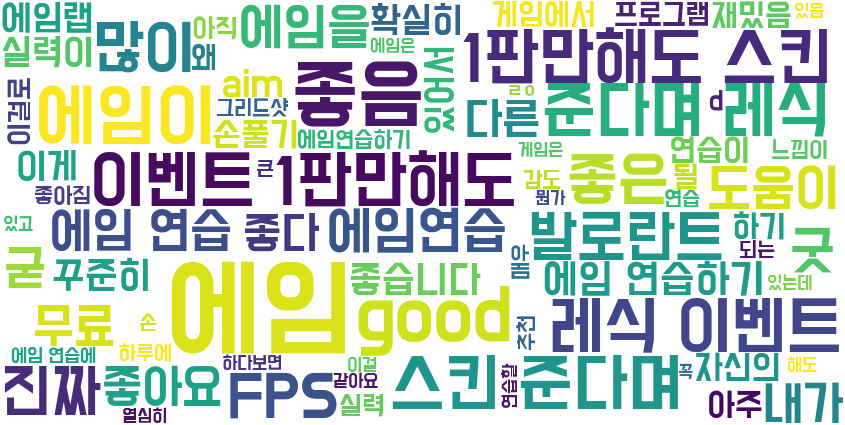 에임랩 아직 에임을 확실히 게임에서 프로그램 재밌음 있음
실력이 많이 왜 에임은 1판만해도 스킨
에임이 aim 좋음 있어서 ㄹㅇ 준다며 d 레식
이걸로 그리드샷 다른
손풀기 에임연습하기 게임은 연습이 느낌이
이게 이벤트 큰 1판만해도 좋은 될 도움이
좋아짐 감도 뭔가 연습
있고 에임 연습 좋다 에임연습 발로란트 하기
굳 꾸준히 좋습니다 몸아 에임 연습하기 되는 굿
있는데
무료 손 에임 good 추천 레식 이벤트
에임 연습에 하루에 하다보면 이걸
진짜 좋아요 FPS 같아요 스킨 연습할 준다며 꼭 자신의 해도
열심히 실력 아주 내가